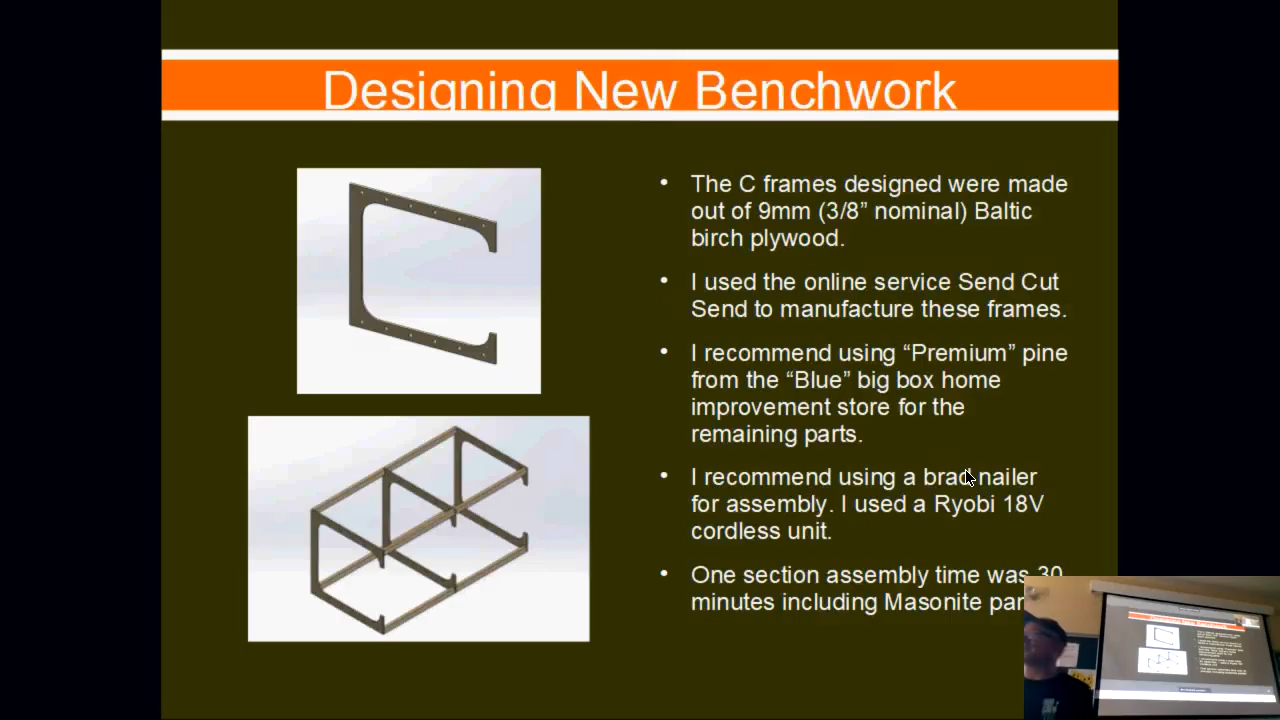 Designing New Benchwork
• The C frames designed were made
out of 9mm (3/8” nominal) Baltic
birch plywood.
• I used the online service Send Cut
Send to manufacture these frames.
• I recommend using “Premium” pine
from the “Blue” big box home
improvement store for the
remaining parts.
• I recommend using a brad nailer
for assembly. I used a Ryobi 18V
cordless unit.
• One section assembly time was 30
minutes including Masonite